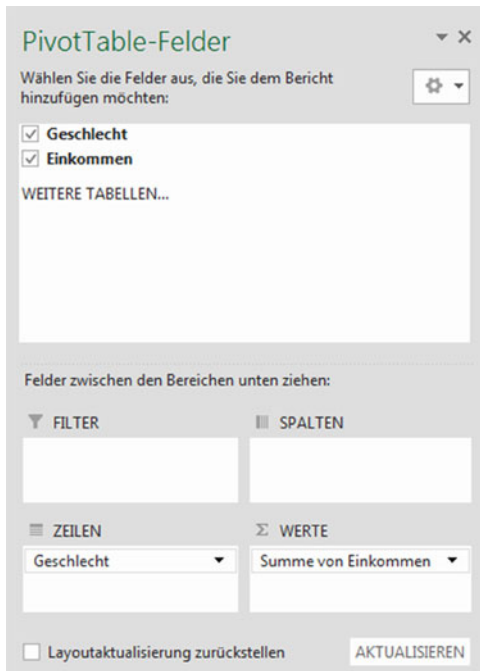 PivotTable-Felder
Wählen Sie die Felder aus, die Sie dem Bericht
hinzufügen möchten:
Geschlecht
Einkommen
WEITERE TABELLEN...
Felder zwischen den Bereichen unten ziehen:
FILTER
SPALTEN
ZEILEN
Σ WERTE
Geschlecht
Summe von Einkommen
Layoutaktualisierung zurückstellen
AKTUALISIEREN